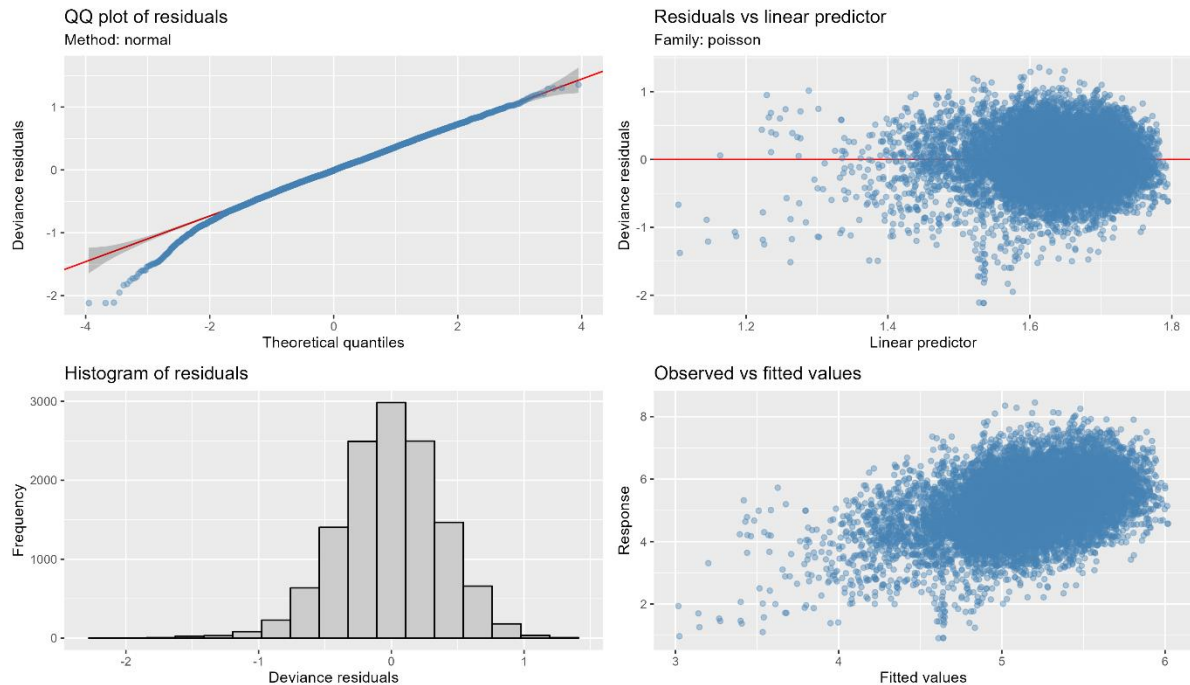 QQ plot of residuals
Method: normal
Deviance residuals
1
0
-1
-2
-4
-2
0
2
4
Theoretical quantiles
Residuals vs linear predictor
Family: poisson
Deviance residuals
1
0
-1
-2
1.2
1.4
1.6
1.8
Linear predictor
Histogram of residuals
Frequency
3000
2000
1000
0
-2
-1
0
1
Deviance residuals
Observed vs fitted values
Response
8
6
4
2
3
4
5
6
Fitted values